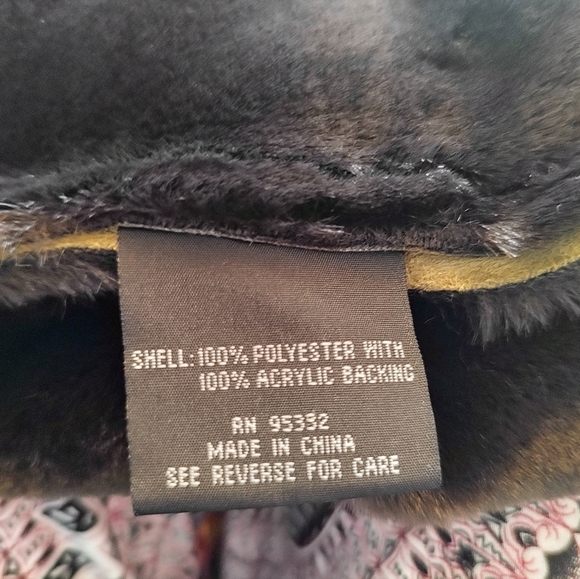 SHELL: 100% POLYESTER WITH
100% ACRYLIC BACKING
RN 95332
MADE IN CHINA
SEE REVERSE FOR CARE